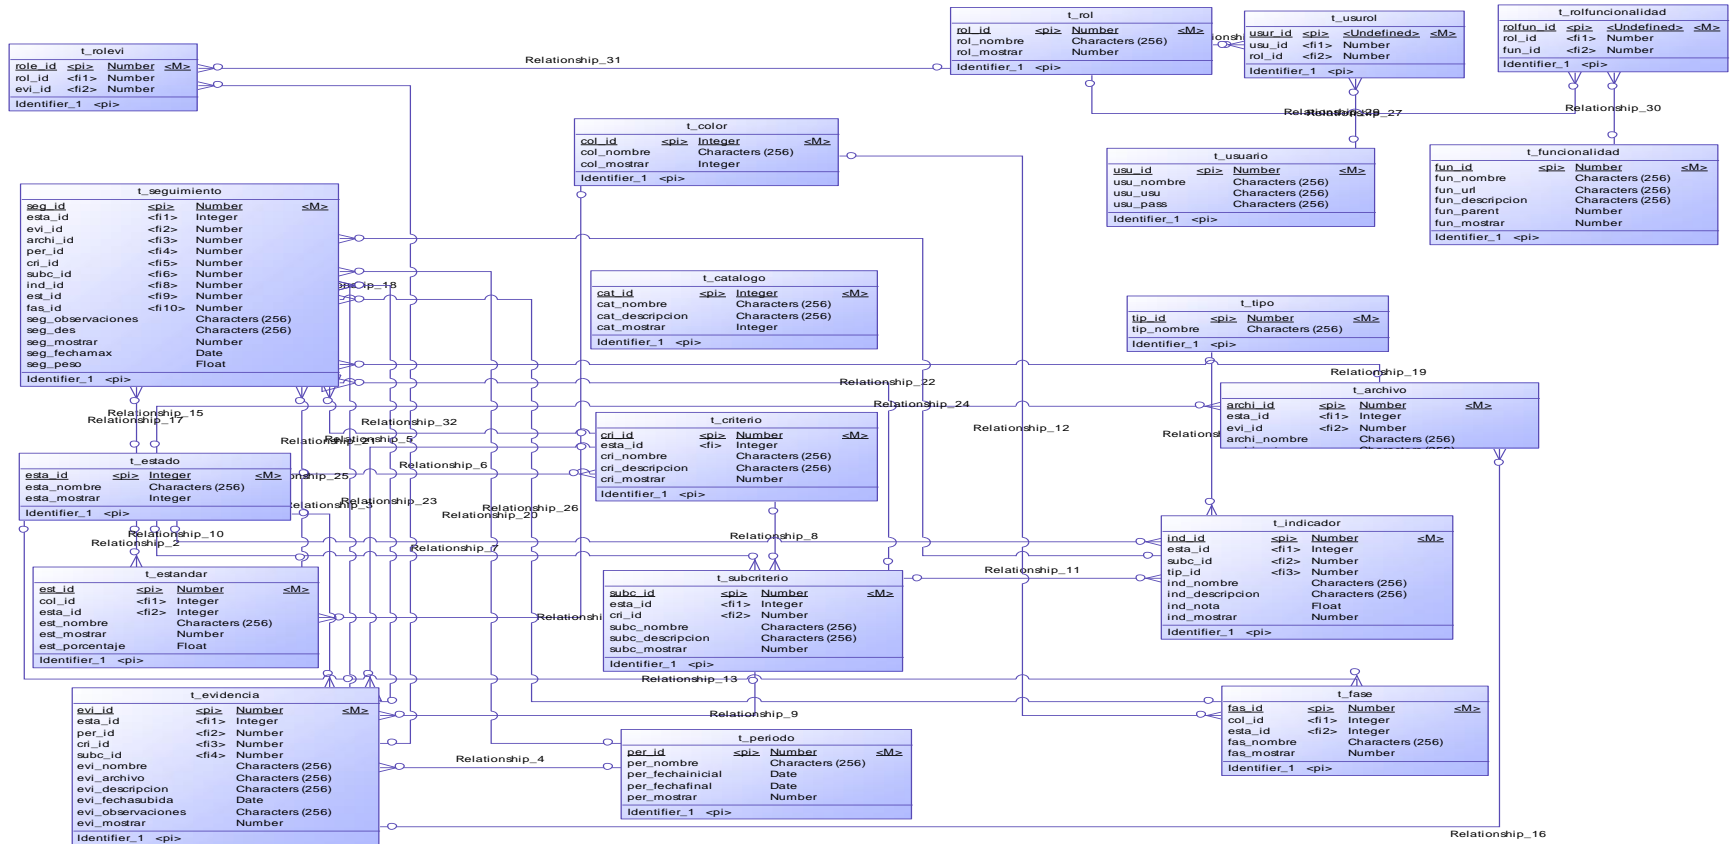 t_rolevi
role_id <pi> Number <M>
rol_id <fi1> Number
evi_id <fi2> Number
Identifier_1 <pi>
Relationship_31
t_rol
rol_id <pi> Number <M>
rol_nombre Characters (256)
rol_mostrar Number
Identifier_1 <pi>
t_usurol
usur_id <pi> <Undefined> <M>
usu_id <fi1> Number
rol_id <fi2> Number
Identifier_1 <pi>
t_rolfuncionalidad
rolfun_id <pi> <Undefined> <M>
rol_id <fi1> Number
fun_id <fi2> Number
Identifier_1 <pi>
Relationship_30
t_color
col_id <pi> Integer <M>
col_nombre Characters (256)
col_mostrar Integer
Identifier_1 <pi>
t_usuario
usu_id <pi> Number <M>
usu_nombre Characters (256)
usu_usu Characters (256)
usu_pass Characters (256)
Identifier_1 <pi>
t_funcionalidad
fun_id <pi> Number <M>
fun_nombre Characters (256)
fun_url Characters (256)
fun_descripcion Characters (256)
fun_parent Number
fun_mostrar Number
Identifier_1 <pi>
t_seguimiento
seg_id <pi> Number <M>
esta_id <fi1> Integer
evi_id <fi2> Number
archi_id <fi3> Number
per_id <fi4> Number
cri_id <fi5> Number
subc_id <fi6> Number
ind_id <fi8> Number
est_id <fi9> Number
fas_id <fi10> Number
seg_observaciones Characters (256)
seg_des Characters (256)
seg_mostrar Number
seg_fechamax Date
seg_peso Float
Identifier_1 <pi>
t_catalogo
cat_id <pi> Integer <M>
cat_nombre Characters (256)
cat_descripcion Characters (256)
cat_mostrar Integer
Identifier_1 <pi>
t_tipo
tip_id <pi> Number <M>
tip_nombre Characters (256)
Identifier_1 <pi>
Relationship_19
Relationship_22
Relationship_24
Relationship_15
Relationship_17
Relationship_32
Relationship_12
t_archivo
archi_id <pi> Number <M>
esta_id <fi1> Integer
evi_id <fi2> Number
archi_nombre Characters (256)
t_criterio
cri_id <pi> Number <M>
esta_id <fi> Integer
cri_nombre Characters (256)
cri_descripcion Characters (256)
cri_mostrar Number
Identifier_1 <pi>
Relationship_6
t_estado
esta_id <pi> Integer <M>
esta_nombre Characters (256)
esta_mostrar Integer
Identifier_1 <pi>
Relationship_23
Relationship_26
Relationship_10
Relationship_2
Relationship_7
Relationship_8
Relationship_11
t_indicador
ind_id <pi> Number <M>
esta_id <fi1> Integer
subc_id <fi2> Number
tip_id <fi3> Number
ind_nombre Characters (256)
ind_descripcion Characters (256)
ind_nota Float
ind_mostrar Number
Identifier_1 <pi>
t_estandar
est_id <pi> Number <M>
col_id <fi1> Integer
esta_id <fi2> Integer
est_nombre Characters (256)
est_mostrar Number
est_porcentaje Float
Identifier_1 <pi>
t_subcriterio
subc_id <pi> Number <M>
esta_id <fi1> Integer
cri_id <fi2> Number
subc_nombre Characters (256)
subc_descripcion Characters (256)
subc_mostrar Number
Identifier_1 <pi>
Relationship_13
Relationship_9
t_evidencia
evi_id <pi> Number <M>
esta_id <fi1> Integer
per_id <fi2> Number
cri_id <fi3> Number
subc_id <fi4> Number
evi_nombre Characters (256)
evi_archivo Characters (256)
evi_descripcion Characters (256)
evi_fechasubida Date
evi_observaciones Characters (256)
evi_mostrar Number
Identifier_1 <pi>
Relationship_4
t_periodo
per_id <pi> Number <M>
per_nombre Characters (256)
per_fechainicial Date
per_fechafinal Date
per_mostrar Number
Identifier_1 <pi>
t_fase
fas_id <pi> Number <M>
col_id <fi1> Integer
esta_id <fi2> Integer
fas_nombre Characters (256)
fas_mostrar Number
Identifier_1 <pi>
Relationship_16